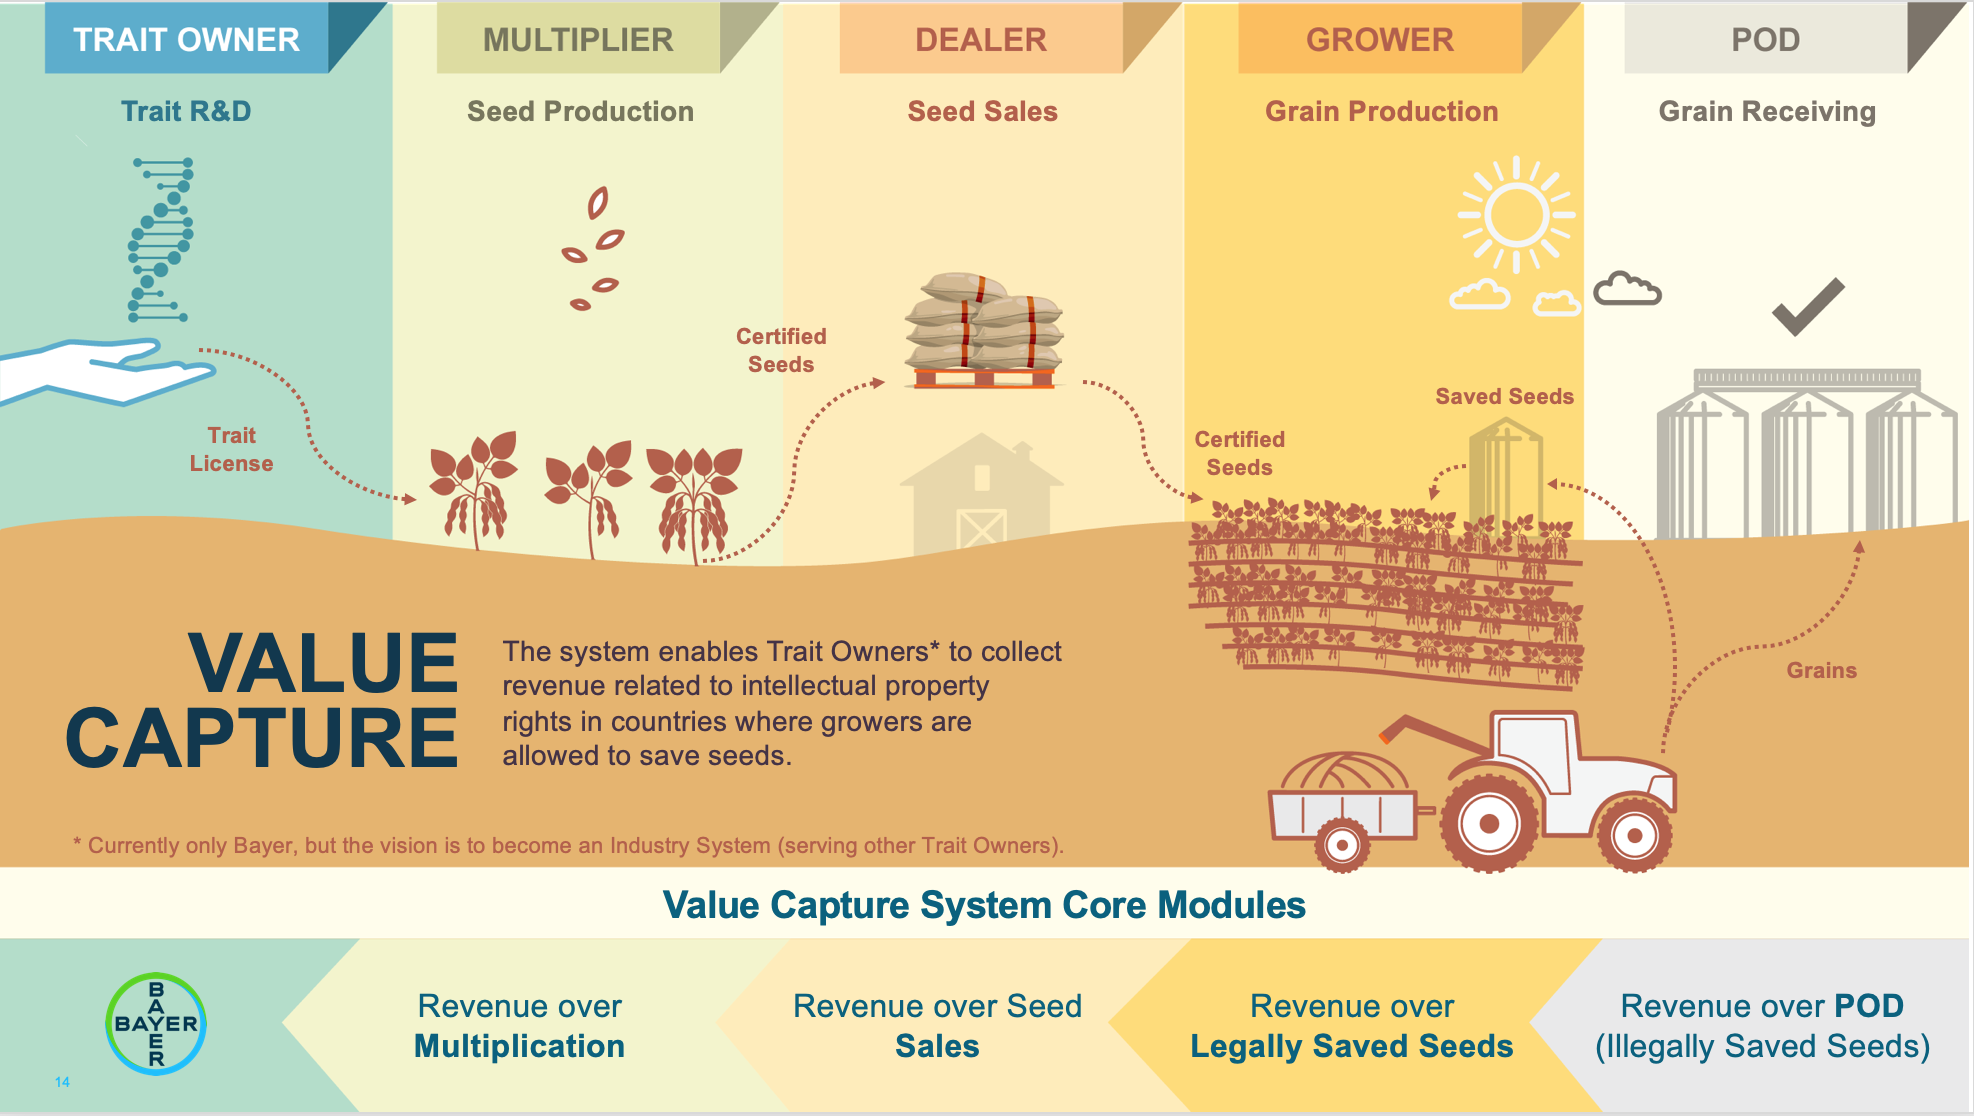 TRAIT OWNER
MULTIPLIER
DEALER
GROWER
POD
Trait R&D
Seed Production
Seed Sales
Grain Production
Grain Receiving
Trait
License
Certified
Seeds
Certified
Seeds
Saved Seeds
Grains
VALUE
CAPTURE
The system enables Trait Owners* to collect
revenue related to intellectual property
rights in countries where growers are
allowed to save seeds.
* Currently only Bayer, but the vision is to become an Industry System (serving other Trait Owners).
Value Capture System Core Modules
BAYER
BAYER
Revenue over
Multiplication
Revenue over Seed
Sales
Revenue over
Legally Saved Seeds
Revenue over POD
(Illegally Saved Seeds)
14